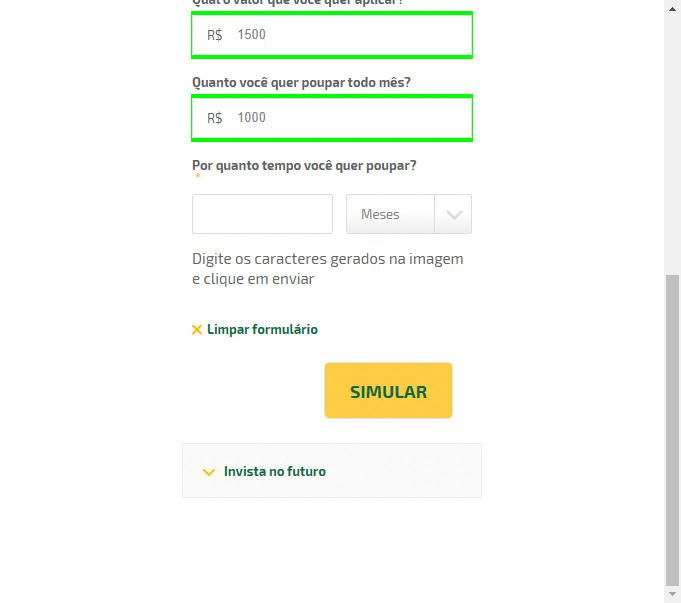 Qual o valor que você quer aplicar?
R$ 1500
Quanto você quer poupar todo mês?
R$ 1000
Por quanto tempo você quer poupar?
*
Meses
Digite os caracteres gerados na imagem
e clique em enviar
Limpar formulário
SIMULAR
Invista no futuro